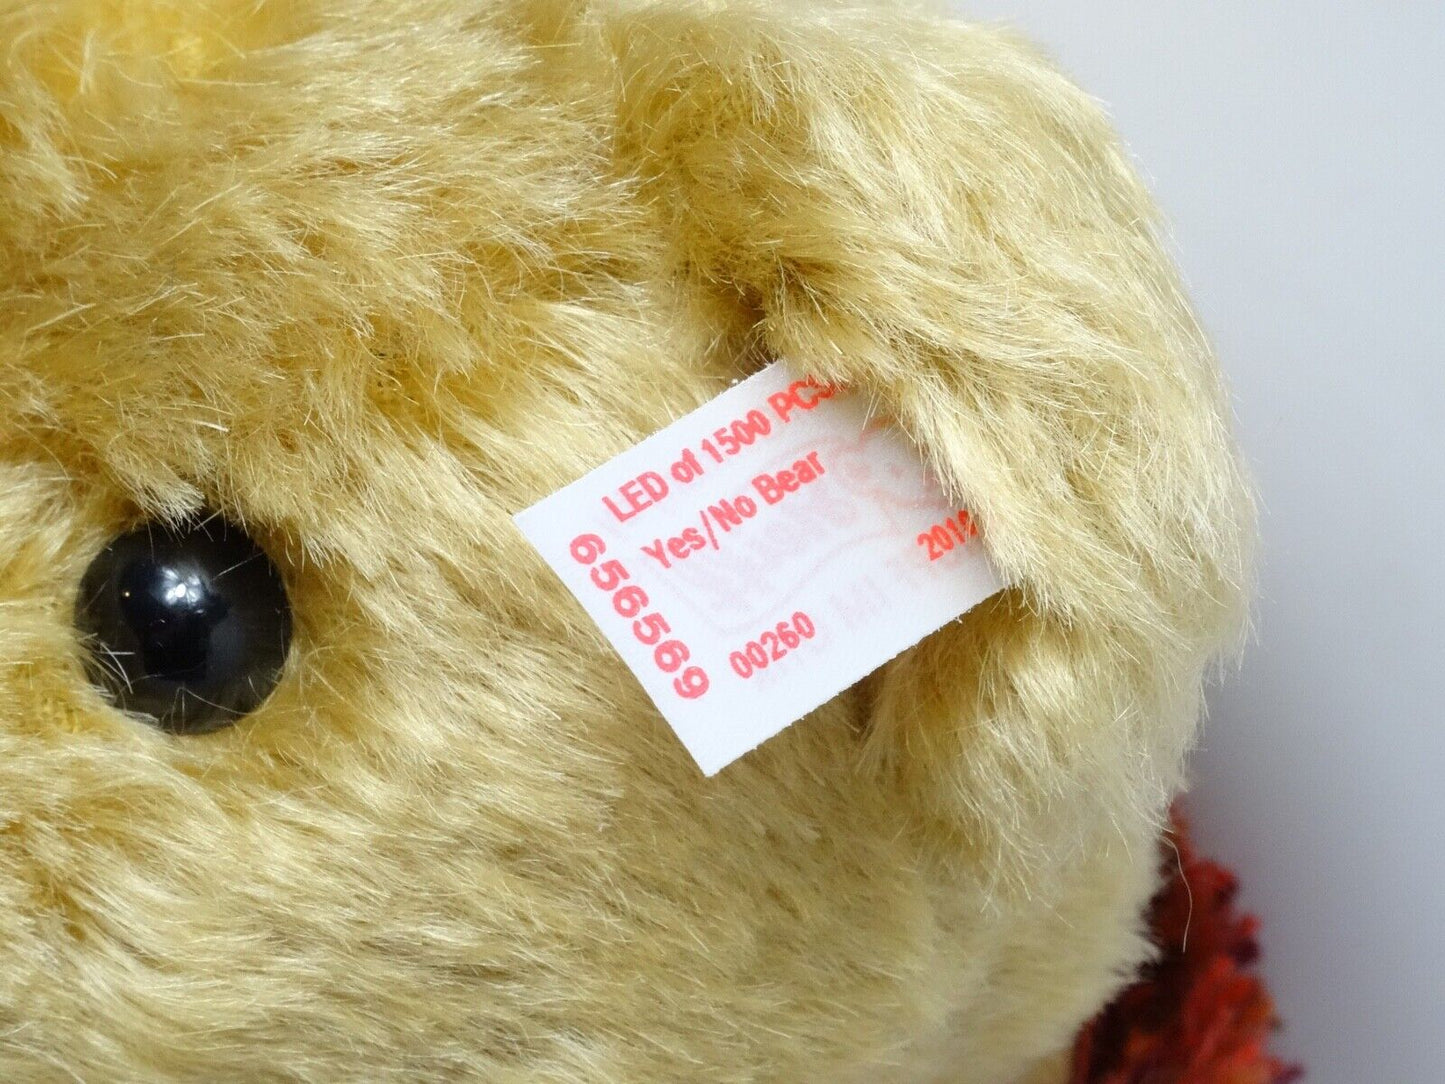 LED of 1500 PCS.
Yes/No Bear
656569
00260